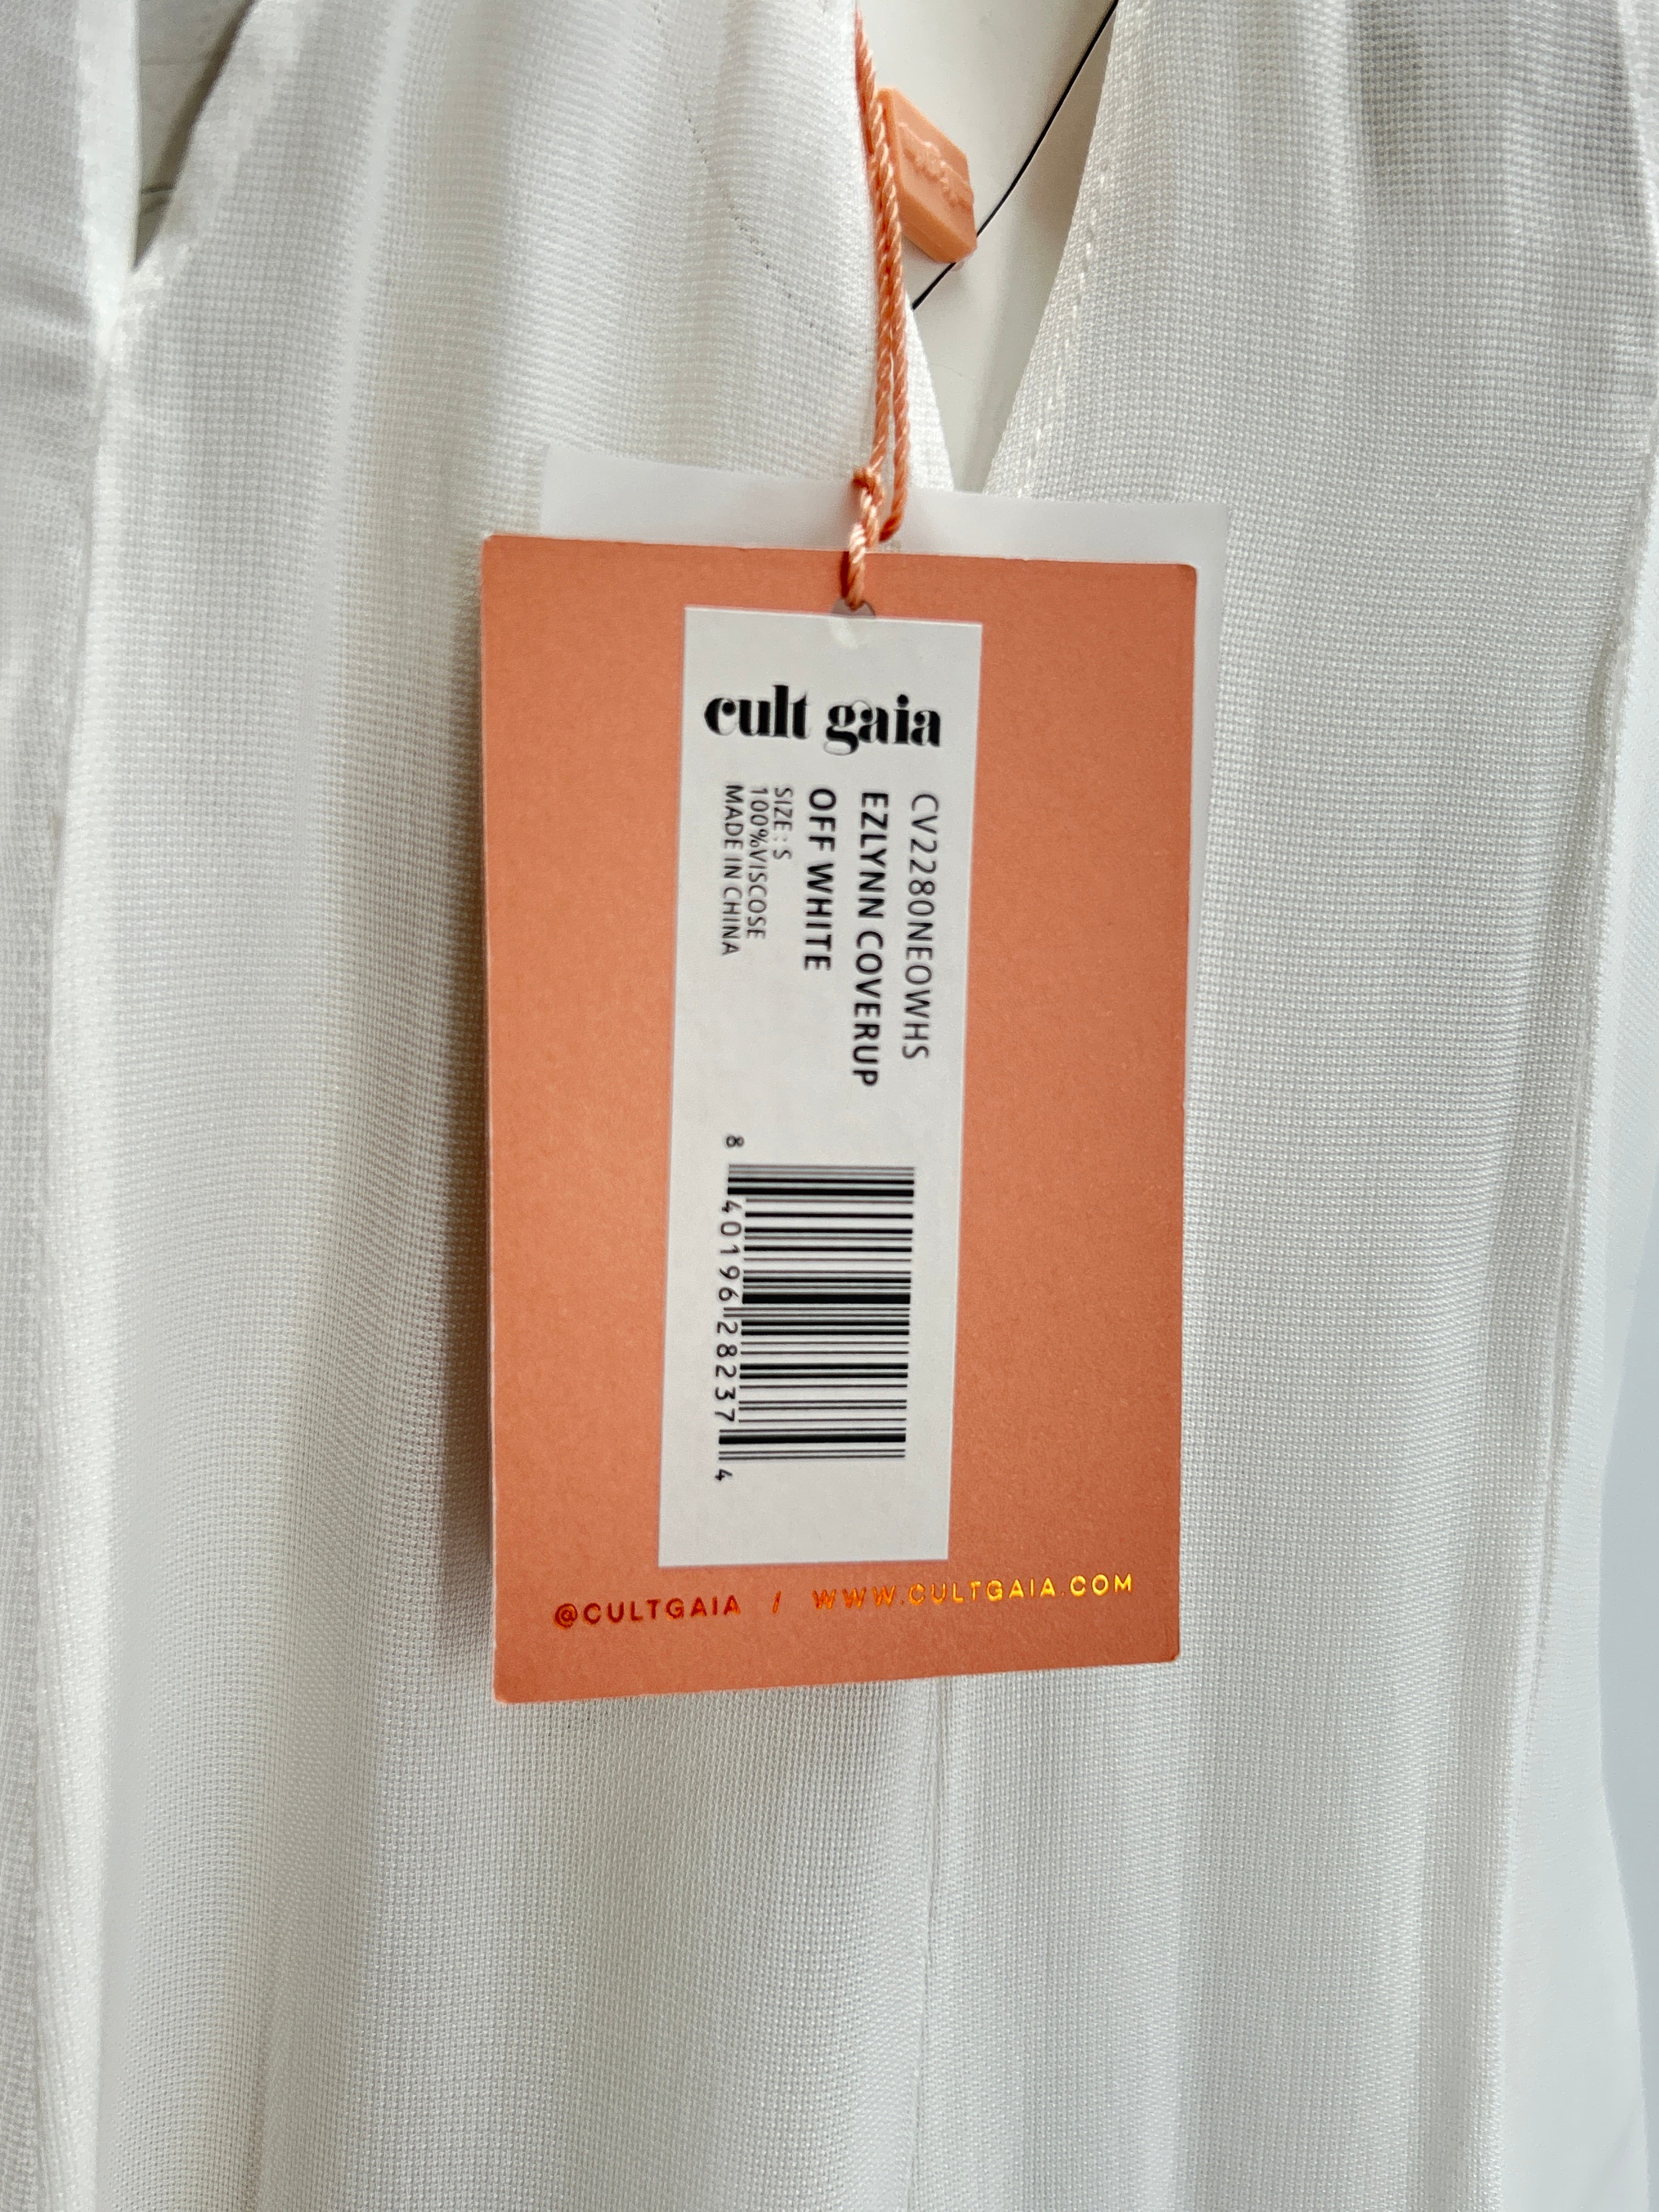 cult gaia
CV2280NEOWHS
EZLYNN COVERUP
OFF WHITE
SIZE : S
100%VISCOSE
MADE IN CHINA
8 40196 28237 4
@CULTGAIA / WWW.CULTGAIA.COM